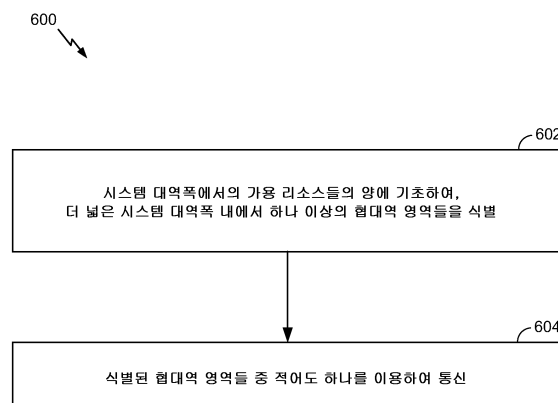 600
602
시스템 대역폭에서의 가용 리소스들의 양에 기초하여,
더 넓은 시스템 대역폭 내에서 하나 이상의 협대역 영역들을 식별
604
식별된 협대역 영역들 중 적어도 하나를 이용하여 통신